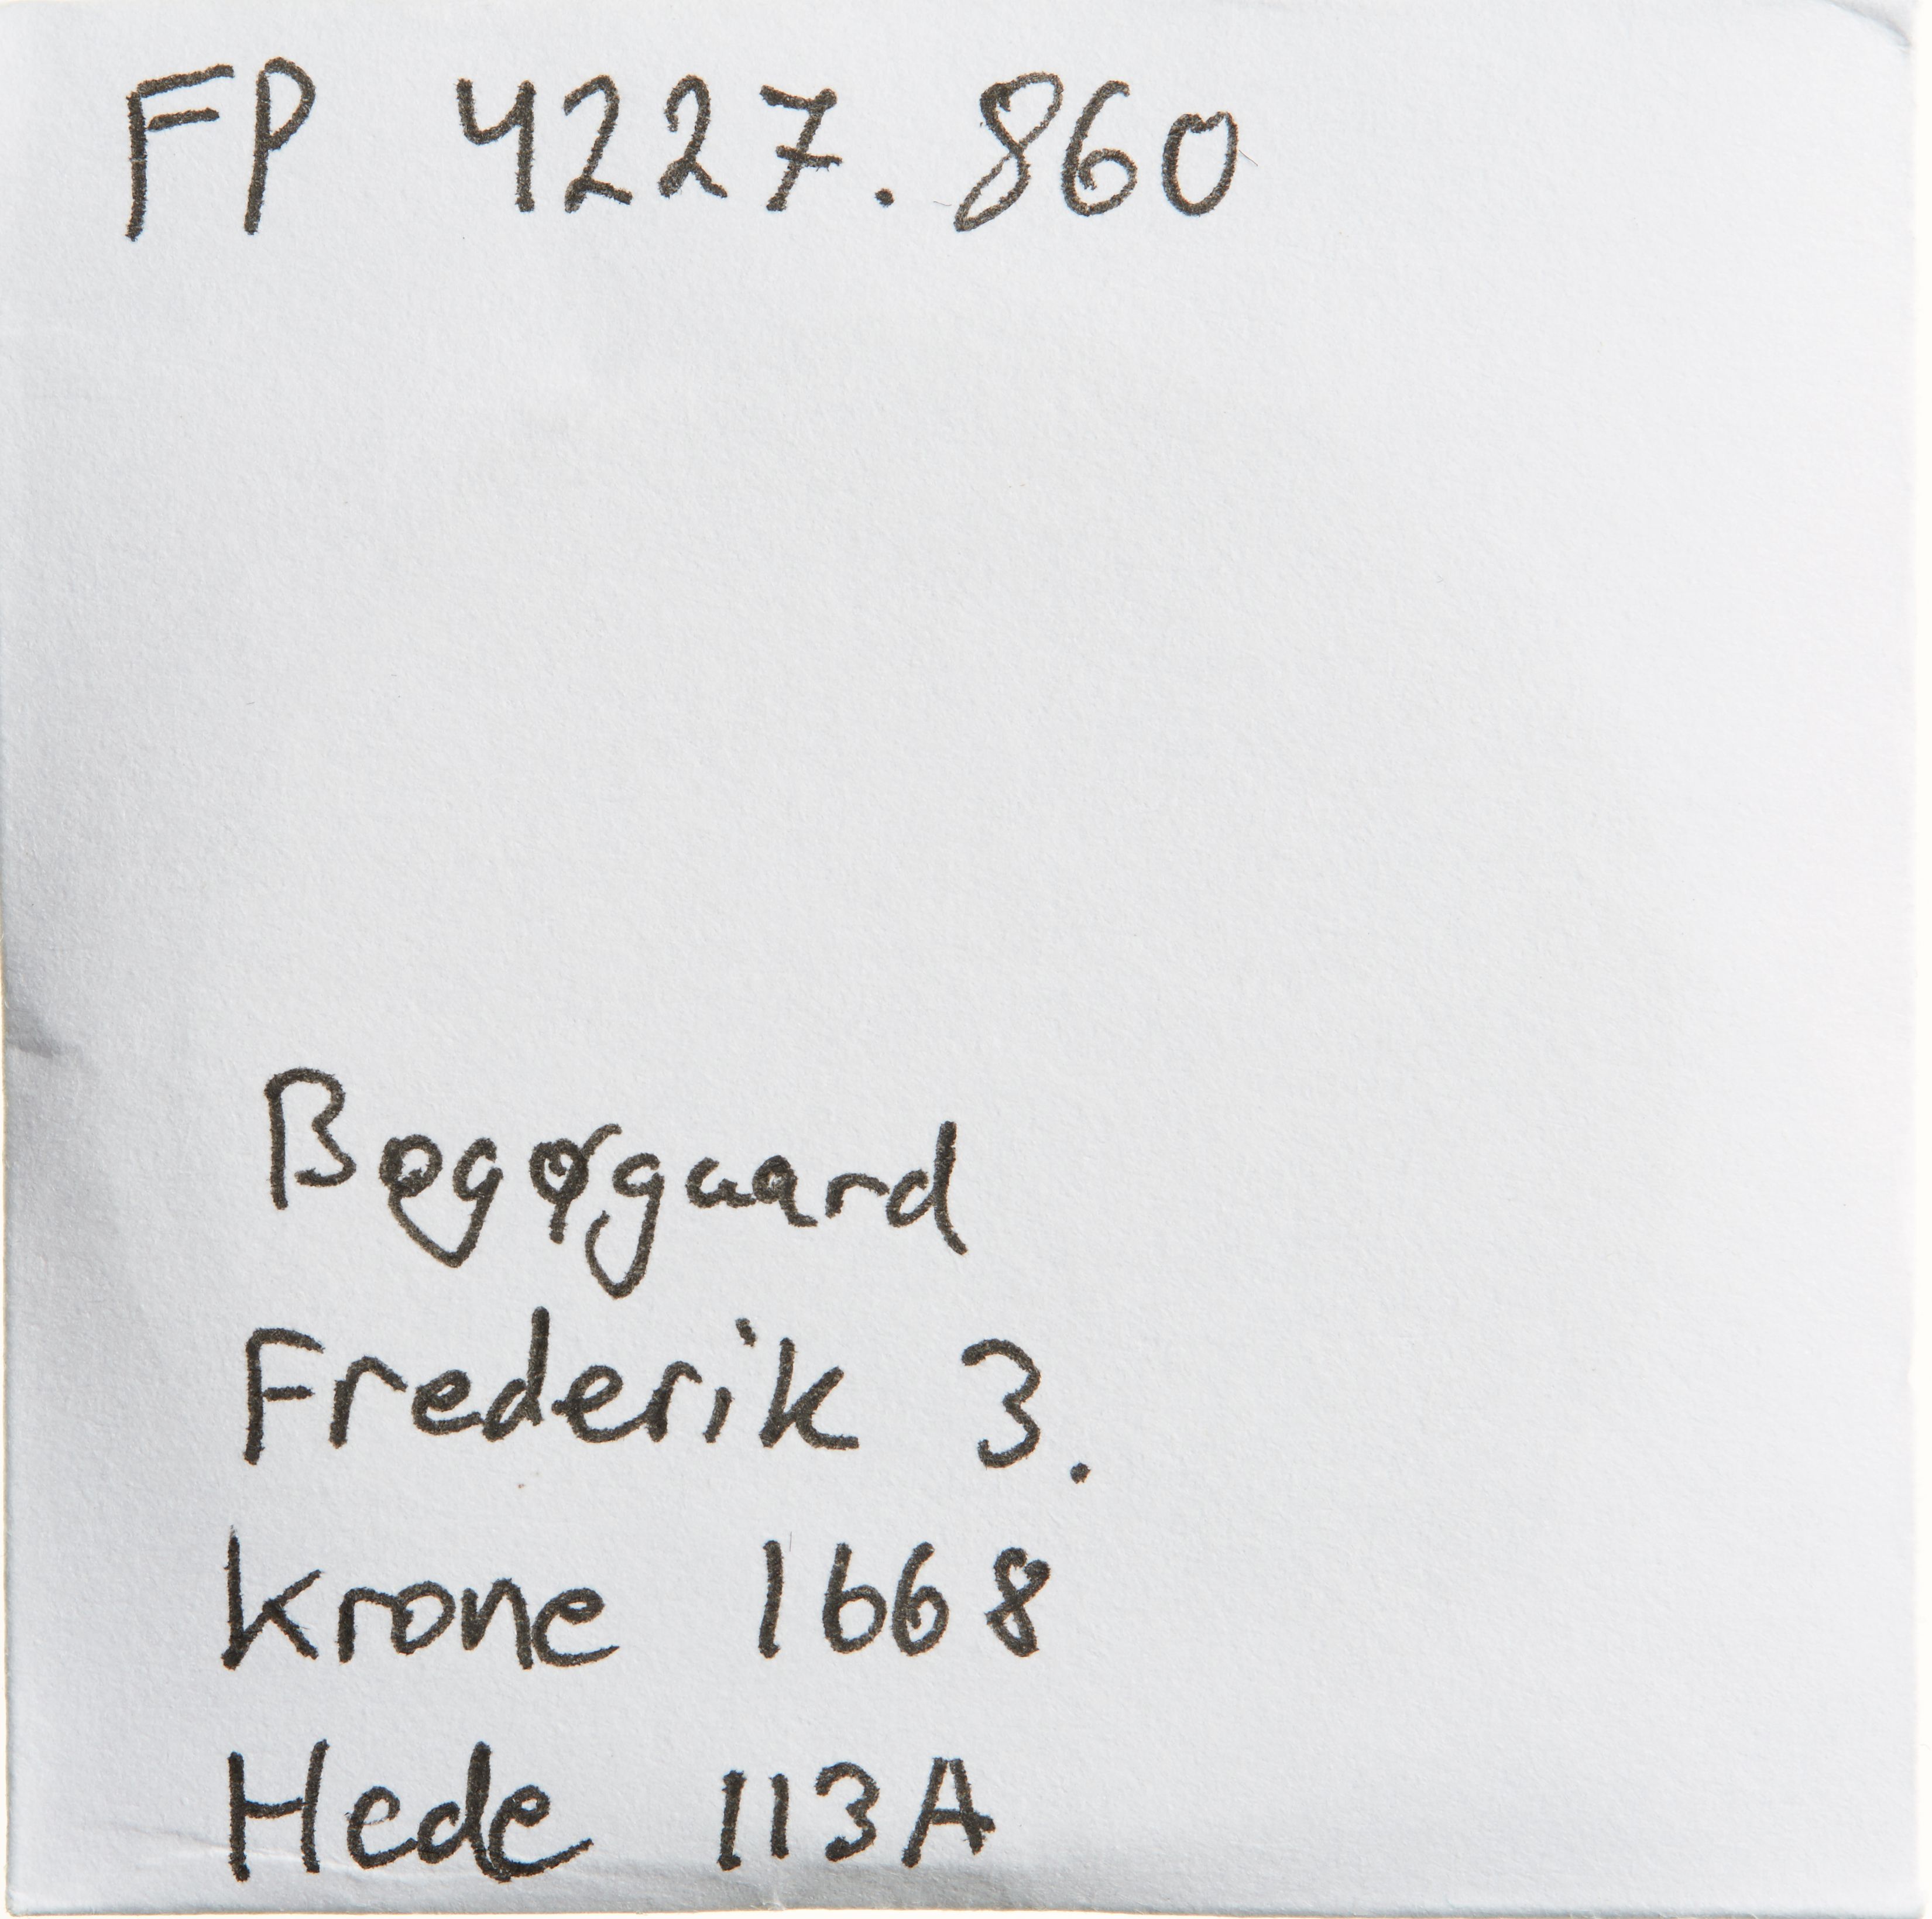 FP 4227.860
Bøgøgaard
Frederik 3.
Krone 1668
Hede 113A